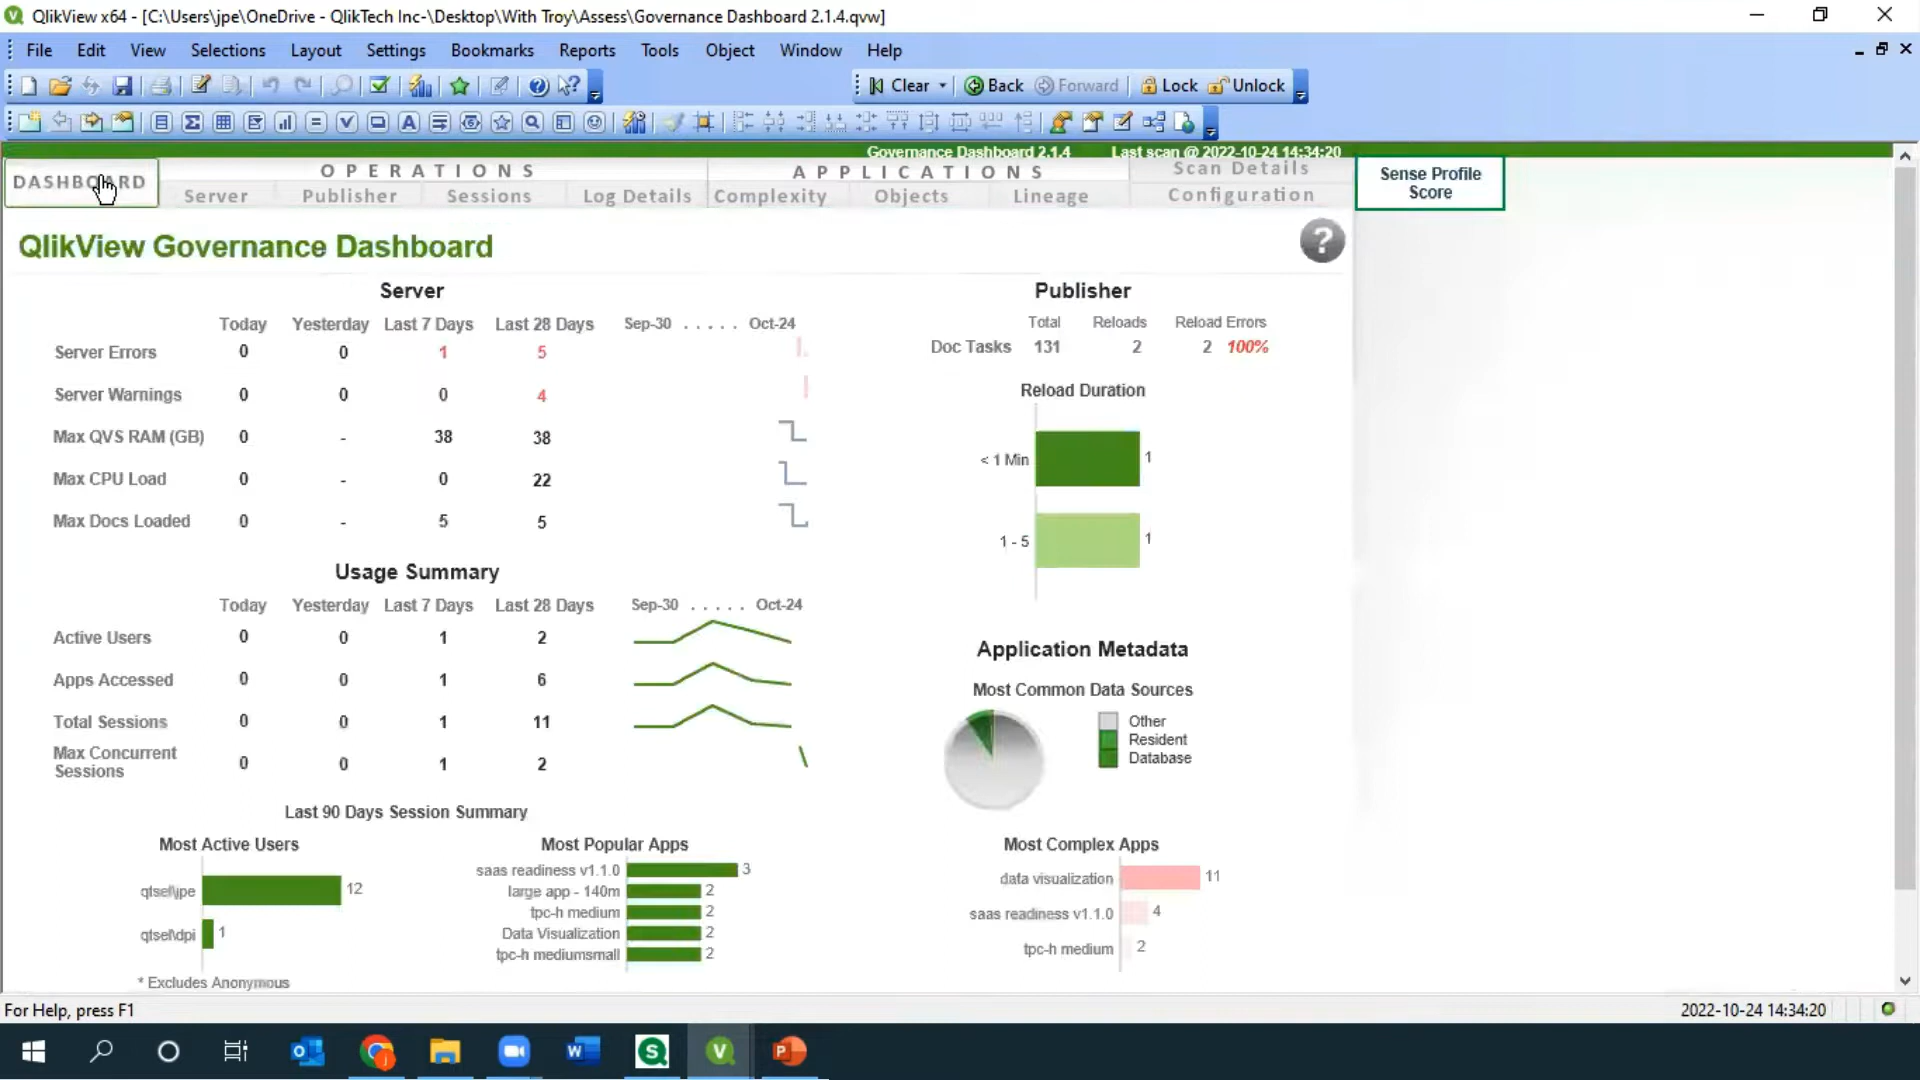 QlikView x64 - [C:\Users\jpe\OneDrive - QlikTech Inc-\Desktop\With Troy\Assess\Governance Dashboard 2.1.4.qvw]
File Edit View Selections Layout Settings Bookmarks Reports Tools Object Window Help
Clear Back Forward Lock Unlock
Governance Dashboard 2.1.4 Last scan @ 2022-10-24 14:34:20
DASHBOARD OPERATIONS APPLICATIONS Scan Details
Server Publisher Sessions Log Details Complexity Objects Lineage Configuration
Sense Profile
Score
QlikView Governance Dashboard
?
Server
Today Yesterday Last 7 Days Last 28 Days Sep-30 . . . . . Oct-24
Server Errors 0 0 1 5
Server Warnings 0 0 0 4
Max QVS RAM (GB) 0 - 38 38
Max CPU Load 0 - 0 22
Max Docs Loaded 0 - 5 5
Usage Summary
Today Yesterday Last 7 Days Last 28 Days Sep-30 . . . . . Oct-24
Active Users 0 0 1 2
Apps Accessed 0 0 1 6
Total Sessions 0 0 1 11
Max Concurrent
Sessions 0 0 1 2
Last 90 Days Session Summary
Most Active Users
qtsel\jpe 12
qtsel\dpi 1
* Excludes Anonymous
Most Popular Apps
saas readiness v1.1.0 3
large app - 140m 2
tpc-h medium 2
Data Visualization 2
tpc-h mediumsmall 2
Publisher
Total Reloads Reload Errors
Doc Tasks 131 2 2 100%
Reload Duration
< 1 Min 1
1 - 5 1
Application Metadata
Most Common Data Sources
Other
Resident
Database
Most Complex Apps
data visualization 11
saas readiness v1.1.0 4
tpc-h medium 2
For Help, press F1
2022-10-24 14:34:20